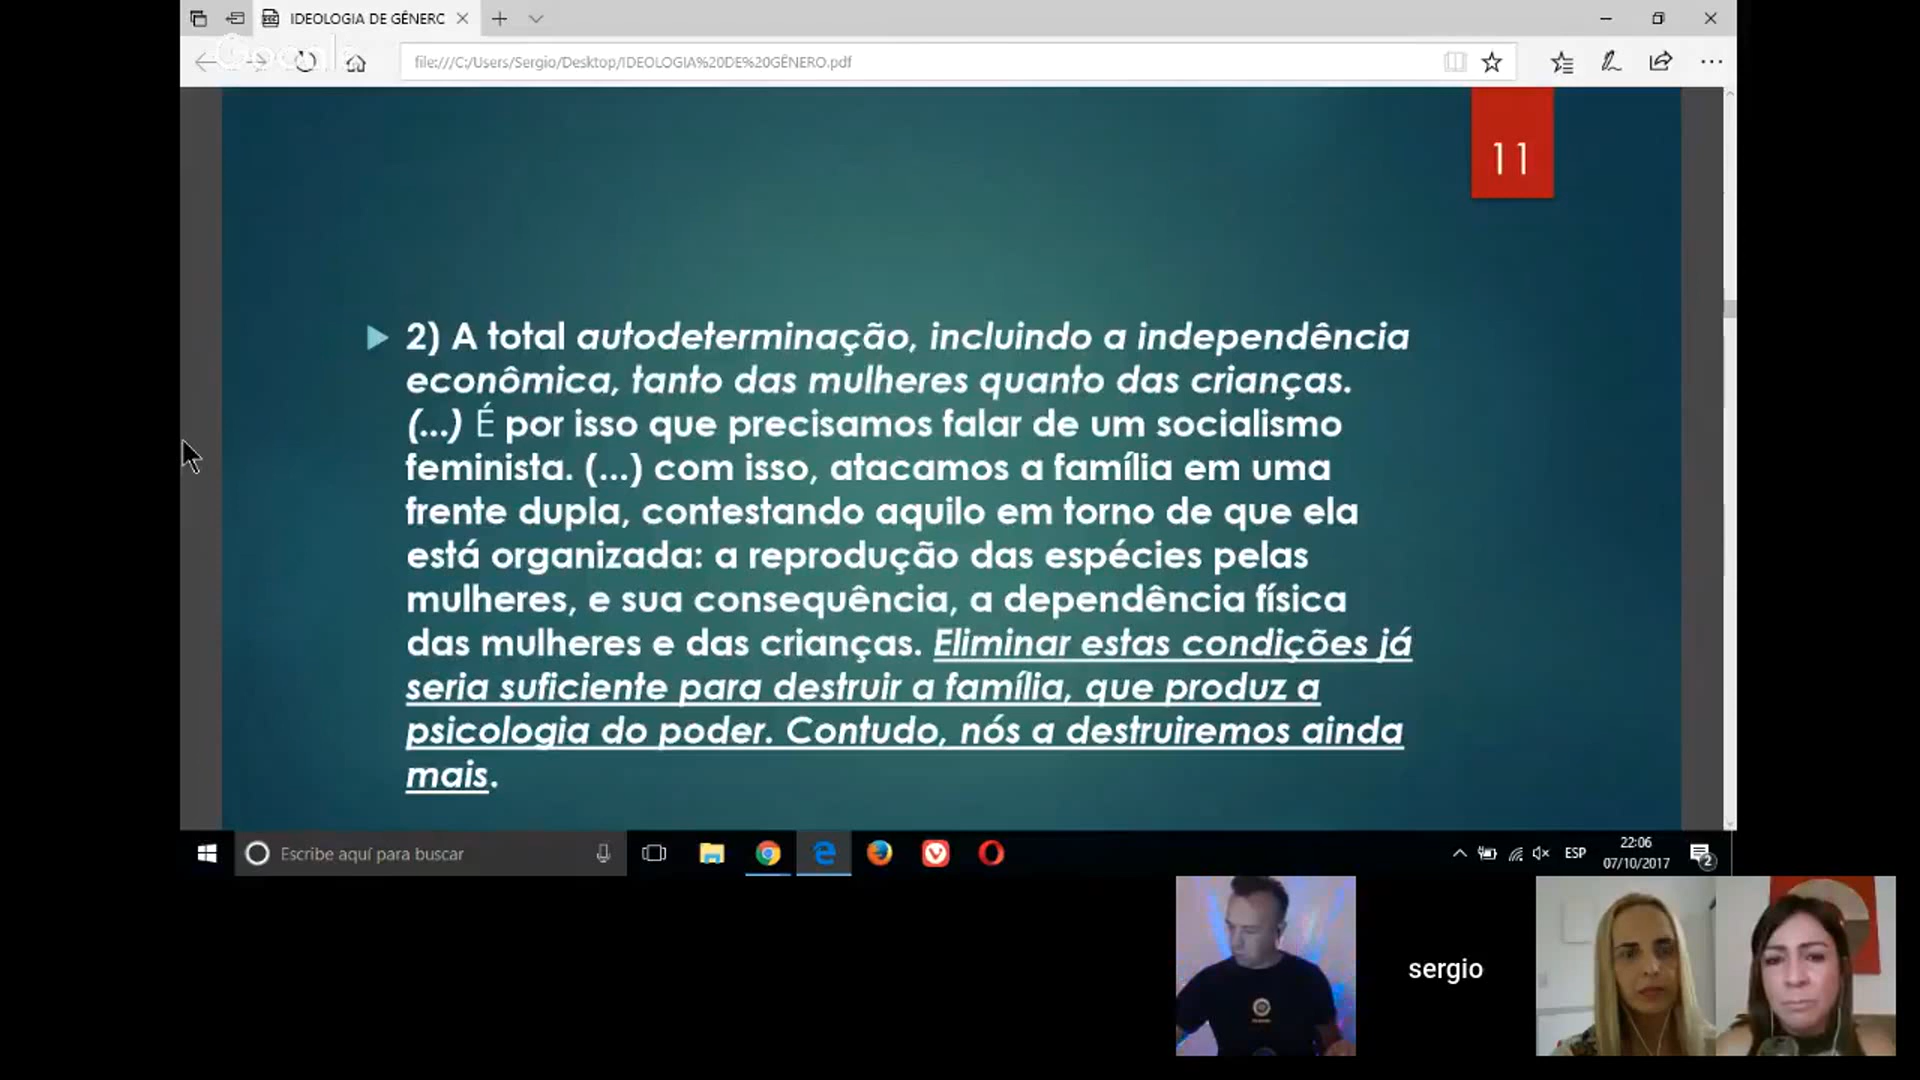 IDEOLOGIA DE GÊNERC
Google
file:///C:/Users/Sergio/Desktop/IDEOLOGIA%20DE%20GÊNERO.pdf
11
2) A total autodeterminação, incluindo a independência
econômica, tanto das mulheres quanto das crianças.
(...) É por isso que precisamos falar de um socialismo
feminista. (...) com isso, atacamos a família em uma
frente dupla, contestando aquilo em torno de que ela
está organizada: a reprodução das espécies pelas
mulheres, e sua consequência, a dependência física
das mulheres e das crianças. Eliminar estas condições já
seria suficiente para destruir a família, que produz a
psicologia do poder. Contudo, nós a destruiremos ainda
mais.
Escribe aquí para buscar
ESP
22:06
07/10/2017
2
sergio